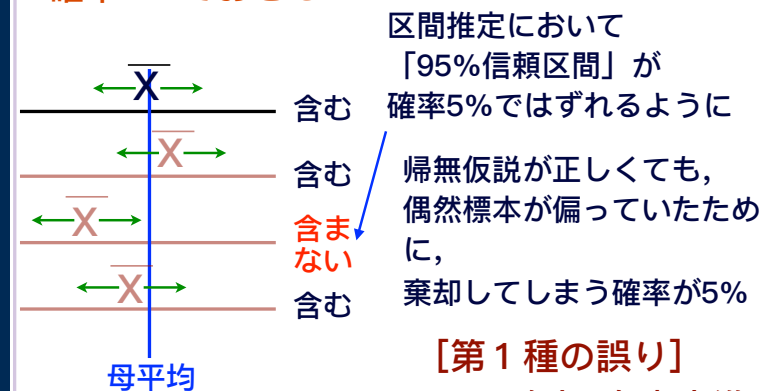 区間推定において
「95%信頼区間」が
確率5%ではずれるように
X
含む
X
含む
X
含ま
ない
X
含む
母平均
帰無仮説が正しくても，
偶然標本が偏っていたため
に，
棄却してしまう確率が5%
［第１種の誤り］